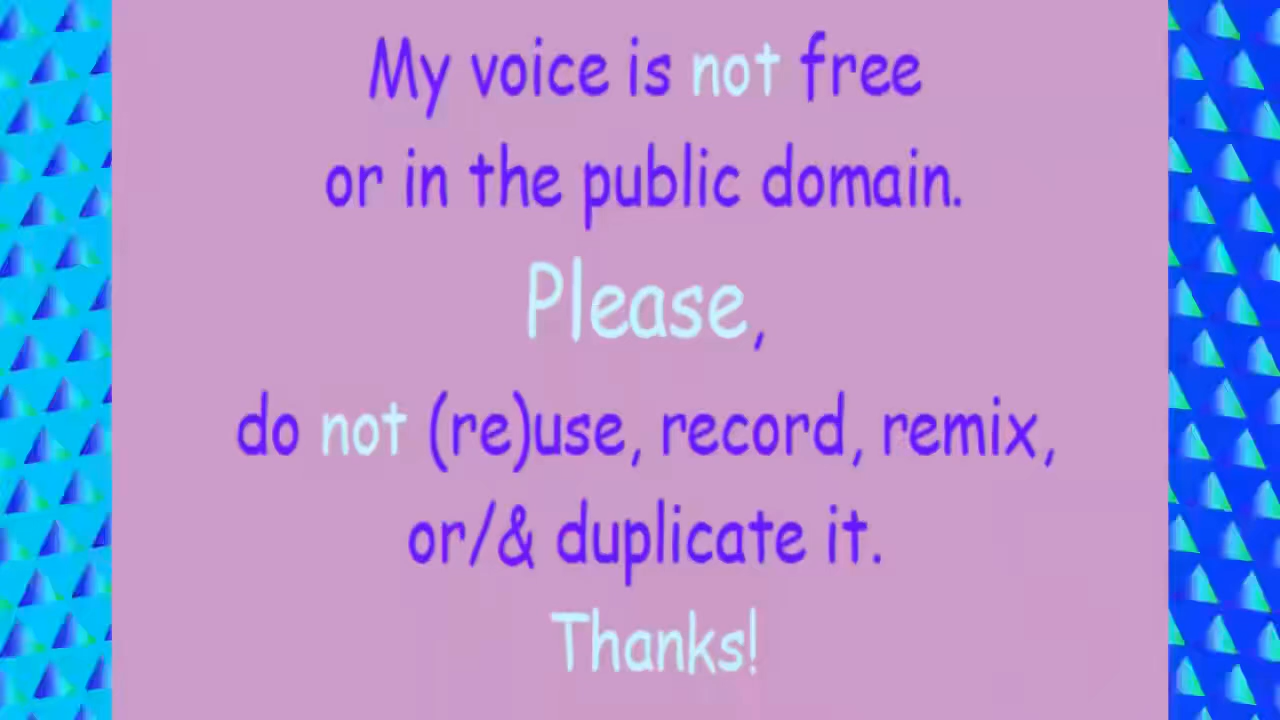 My voice is not free
or in the public domain.
Please,
do not (re)use, record, remix,
or/& duplicate it.
Thanks!